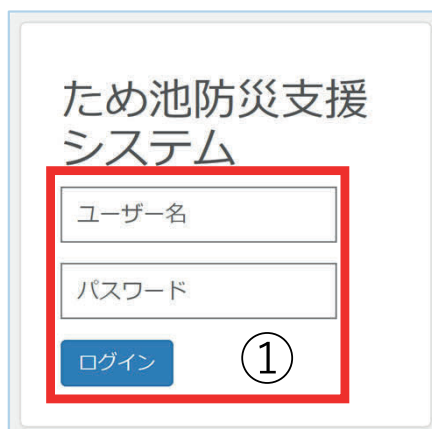 ため池防災支援
システム
ユーザー名
パスワード
ログイン
①